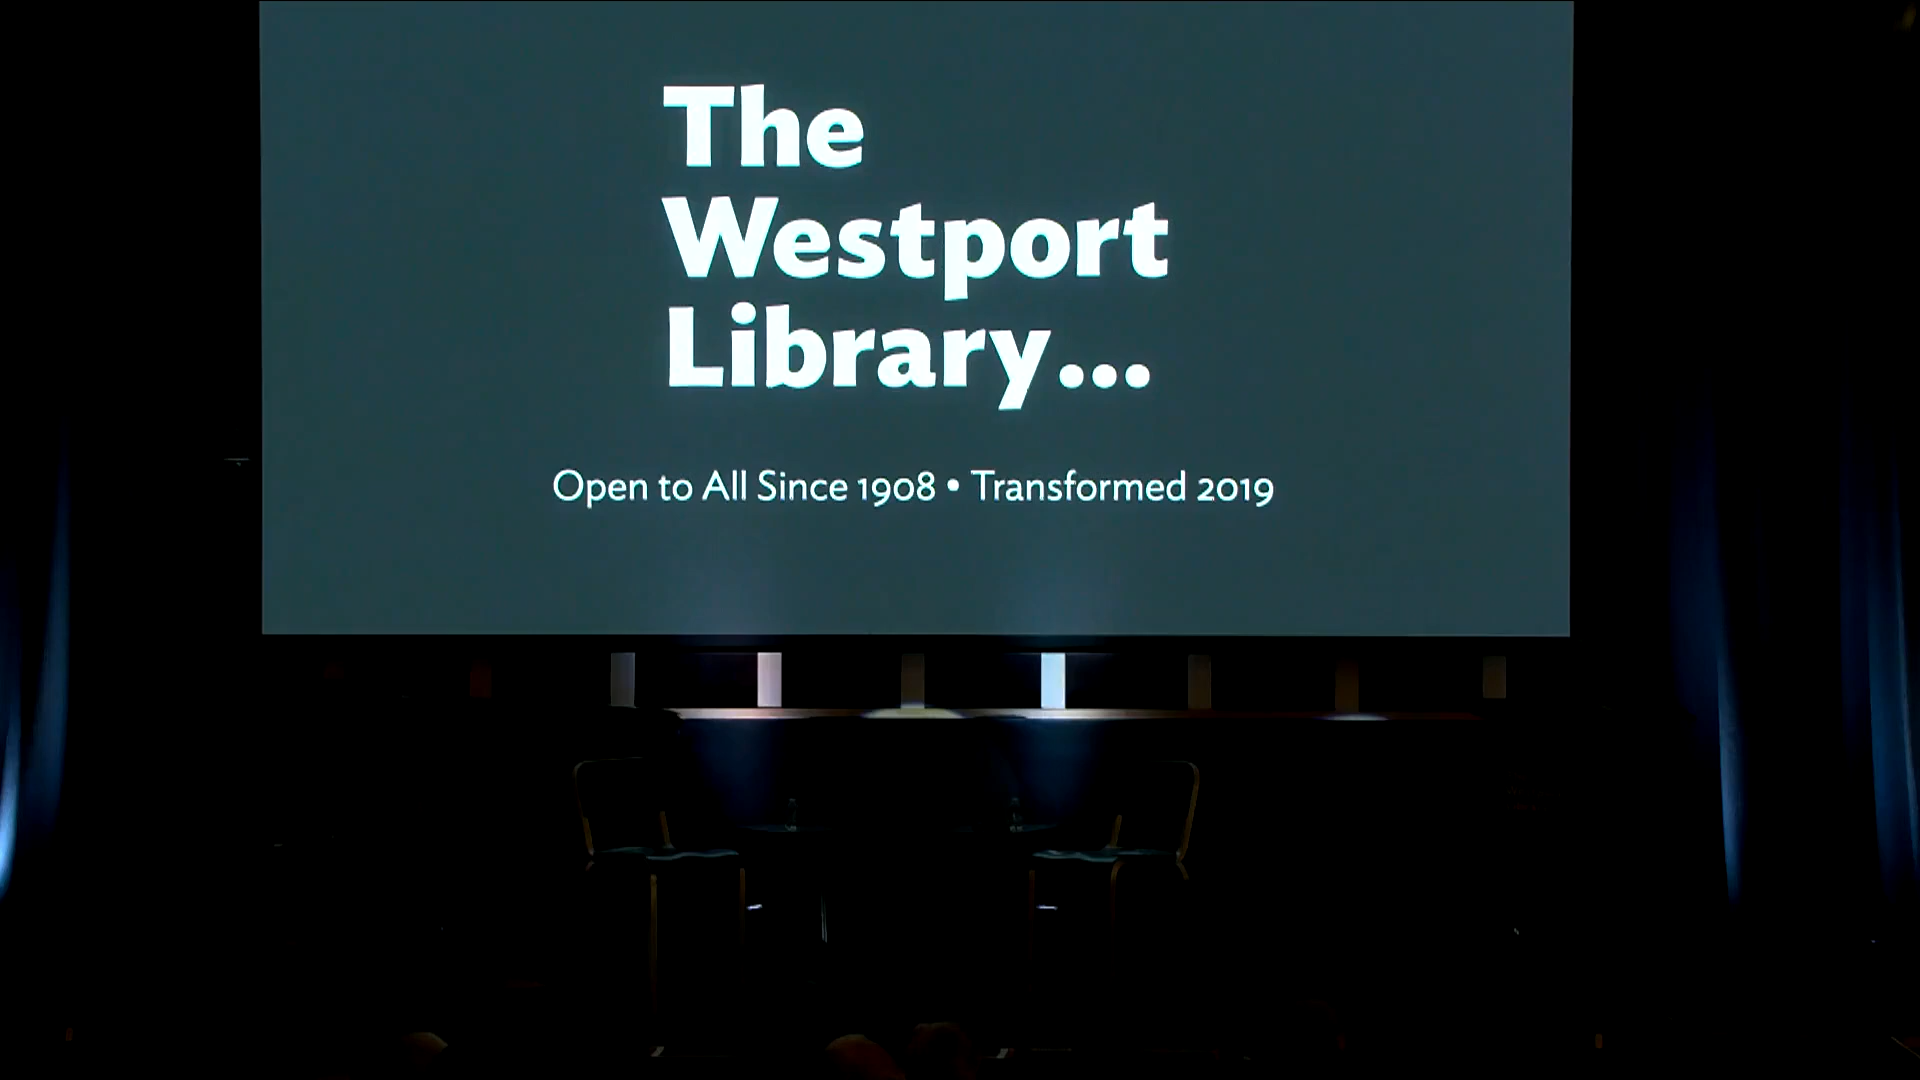 The
Westport
Library...
Open to All Since 1908 • Transformed 2019